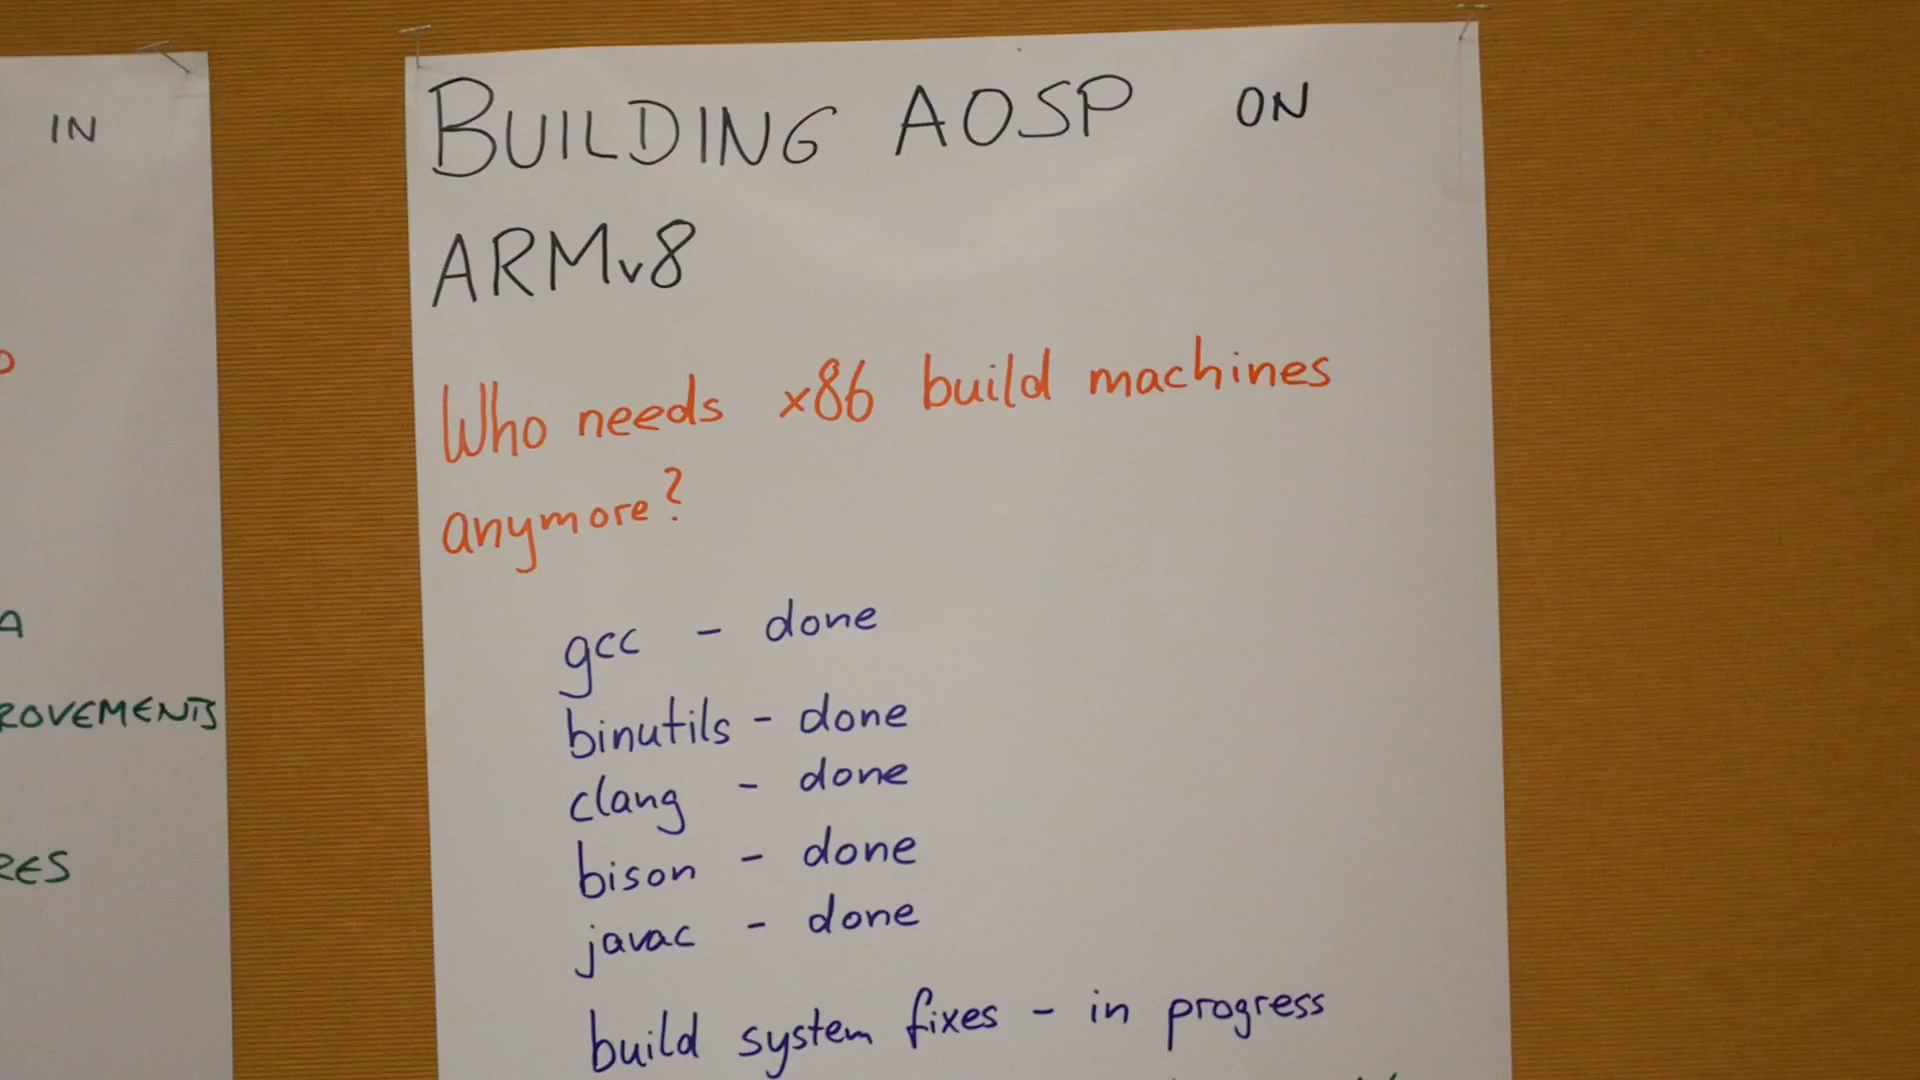 IN
ROVEMENTS
RES
BUILDING AOSP ON
ARMv8
Who needs x86 build machines
anymore?
gcc - done
binutils - done
clang - done
bison - done
javac - done
build system fixes - in progress